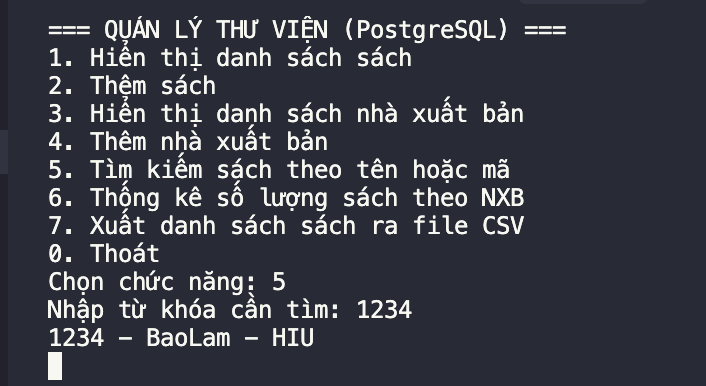 === QUẢN LÝ THƯ VIỆN (PostgreSQL) ===
1. Hiển thị danh sách sách
2. Thêm sách
3. Hiển thị danh sách nhà xuất bản
4. Thêm nhà xuất bản
5. Tìm kiếm sách theo tên hoặc mã
6. Thống kê số lượng sách theo NXB
7. Xuất danh sách sách ra file CSV
0. Thoát
Chọn chức năng: 5
Nhập từ khóa cần tìm: 1234
1234 - BaoLam - HIU